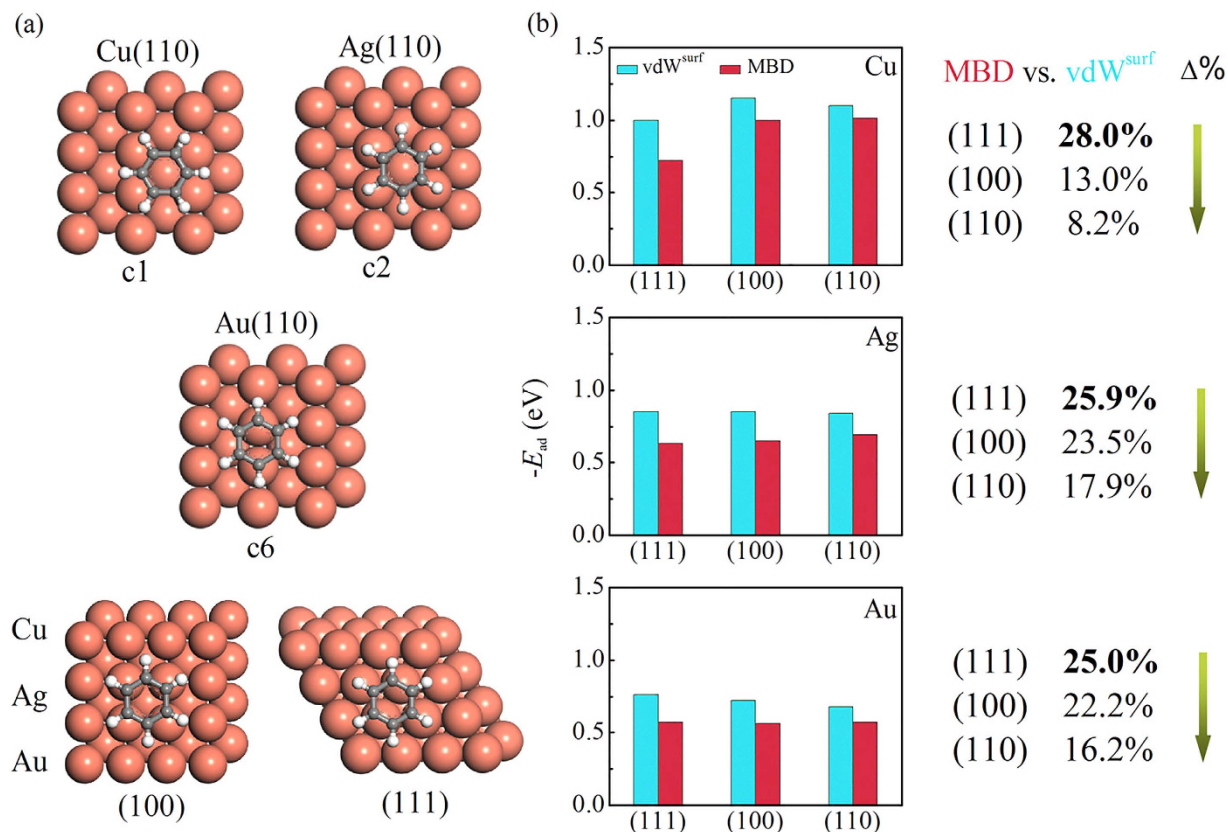 (a)
Cu(110)
Ag(110)
c1
c2
Au(110)
c6
Cu
Ag
Au
(100)
(111)
(b)
-E_ad (eV)
vdW^surf MBD
Cu
1.5
1.0
0.5
0.0
(111) (100) (110)
Ag
1.5
1.0
0.5
0.0
(111) (100) (110)
Au
1.5
1.0
0.5
0.0
(111) (100) (110)
MBD vs. vdW^surf Δ%
(111) 28.0%
(100) 13.0%
(110) 8.2%
(111) 25.9%
(100) 23.5%
(110) 17.9%
(111) 25.0%
(100) 22.2%
(110) 16.2%